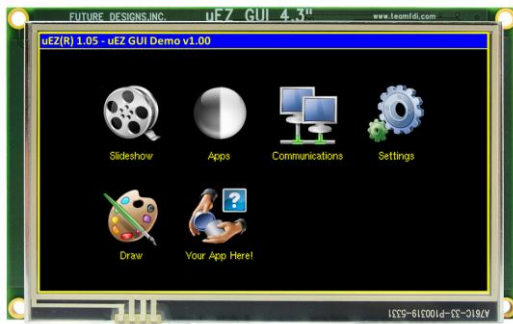 FUTURE DESIGNS,INC. uEZ GUI 4.3" www.teamfdi.com
uEZ(R) 1.05 - uEZ GUI Demo v1.00
Slideshow Apps Communications Settings
Draw Your App Here!
A761C-33-P100319-5331